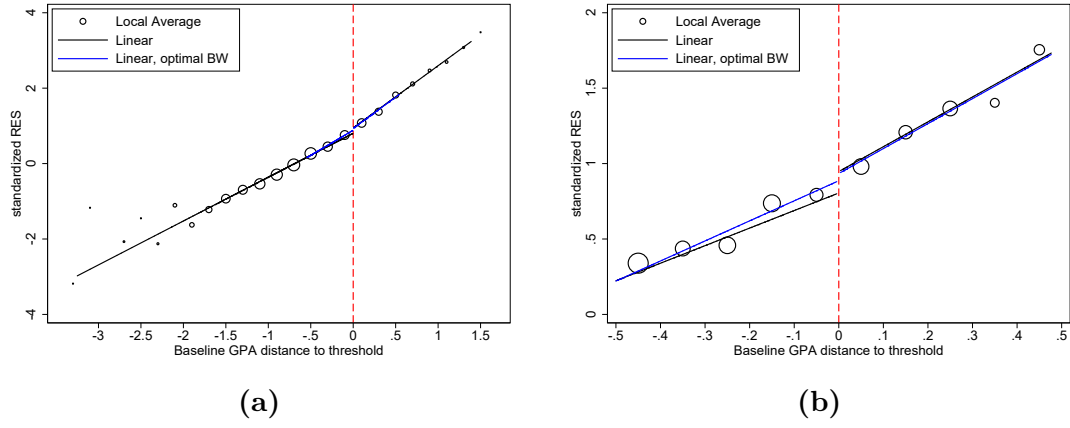 Local Average
Linear
Linear, optimal BW
standardized RES
4
2
0
-2
-4
-3 -2.5 -2 -1.5 -1 -.5 0 .5 1 1.5
Baseline GPA distance to threshold
(a)
Local Average
Linear
Linear, optimal BW
standardized RES
2
1.5
1
.5
0
-.5 -.4 -.3 -.2 -.1 0 .1 .2 .3 .4 .5
Baseline GPA distance to threshold
(b)